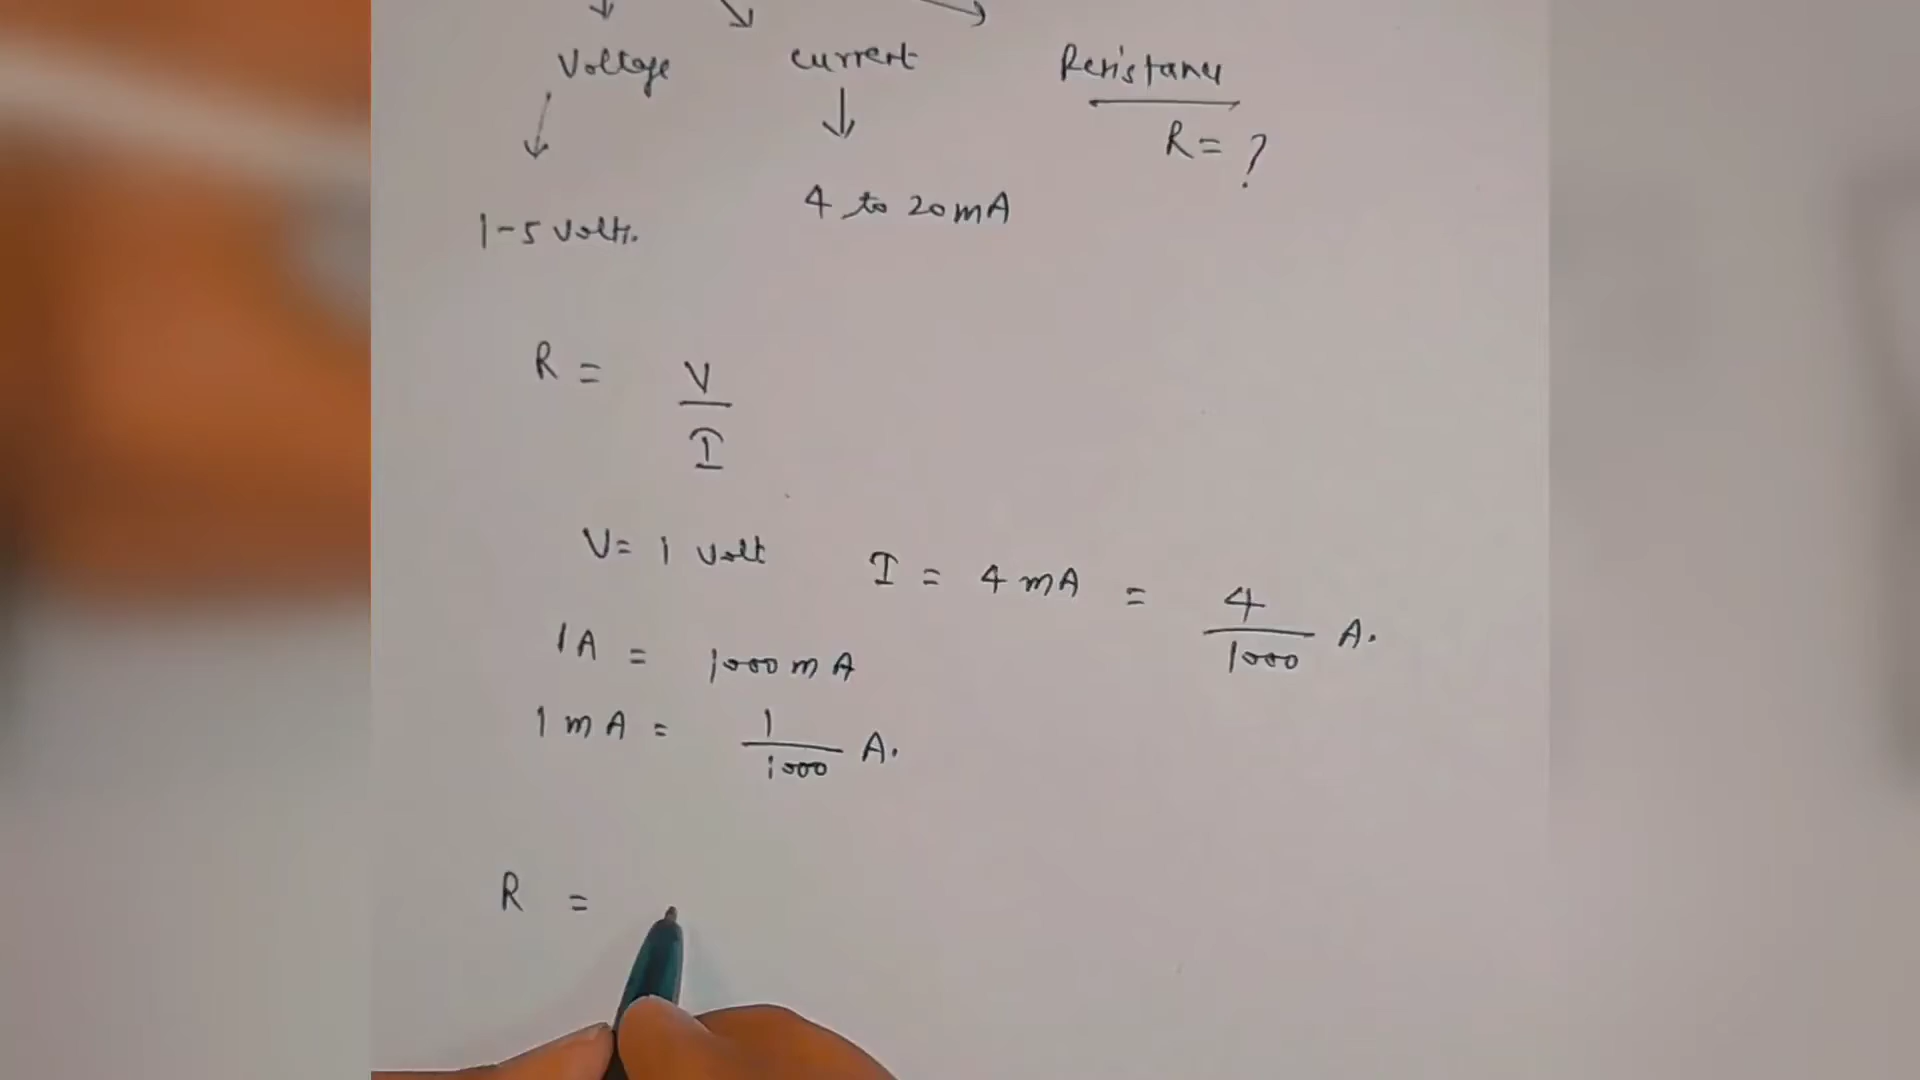 Voltage current Resistance
R = ?
4 to 20mA
1-5 volts.
R = V/I
V= 1 volt I = 4 mA = 4/1000 A.
1A = 1000 mA
1 mA = 1/1000 A.
R =